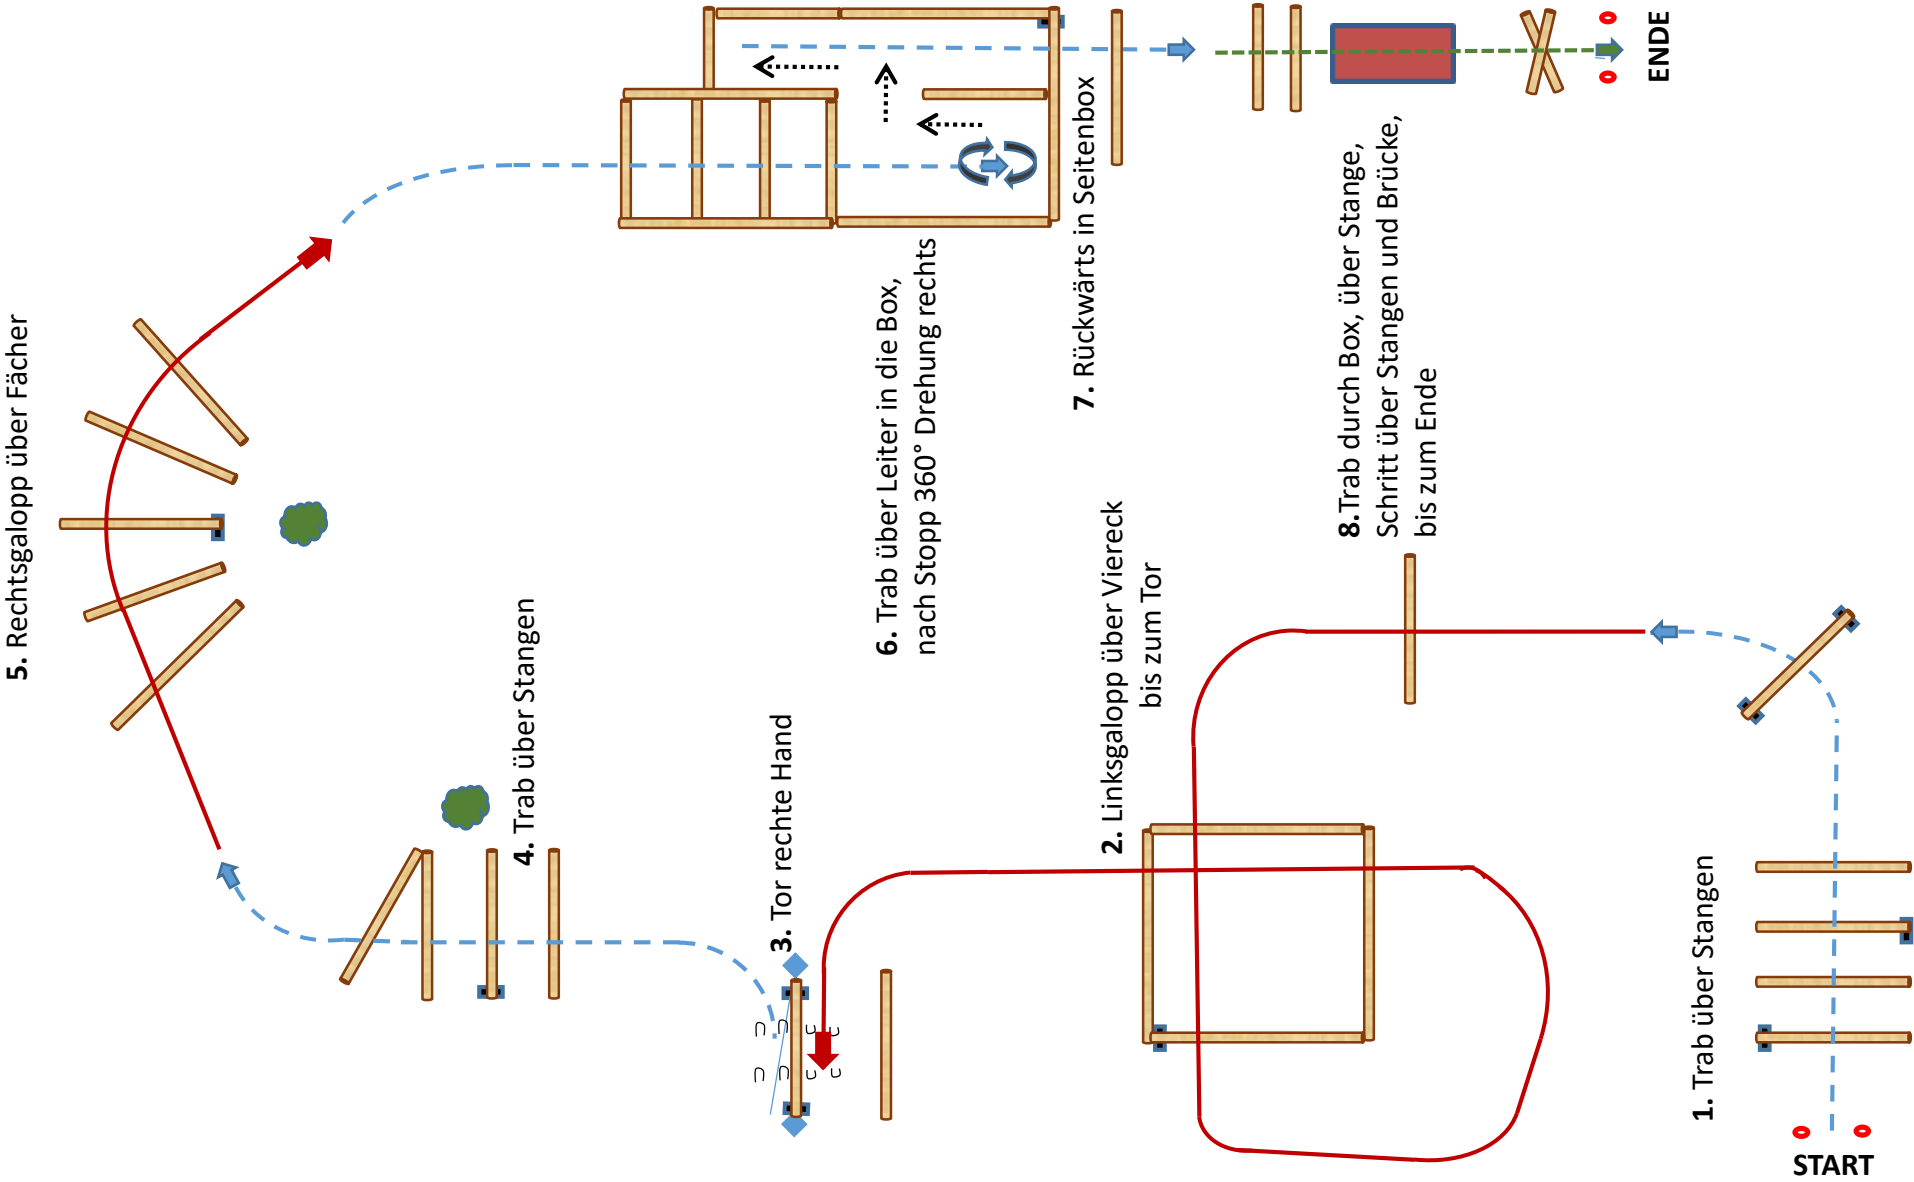 START
1. Trab über Stangen
2. Linksgalopp über Viereck
bis zum Tor
3. Tor rechte Hand
4. Trab über Stangen
5. Rechtsgalopp über Fächer
6. Trab über Leiter in die Box,
nach Stopp 360° Drehung rechts
7. Rückwärts in Seitenbox
8.Trab durch Box, über Stange,
Schritt über Stangen und Brücke,
bis zum Ende
ENDE